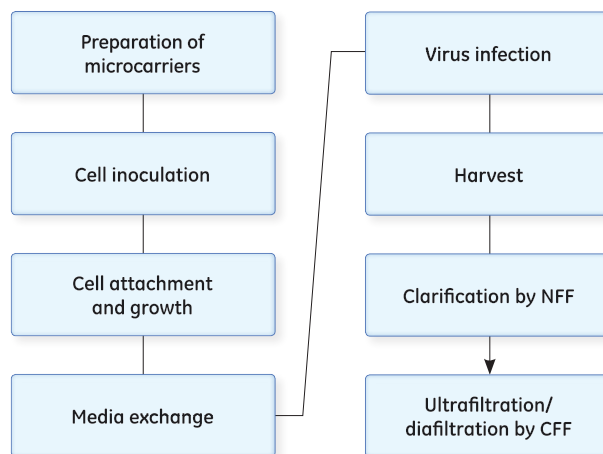 Preparation of
microcarriers
Cell inoculation
Cell attachment
and growth
Media exchange
Virus infection
Harvest
Clarification by NFF
Ultrafiltration/
diafiltration by CFF